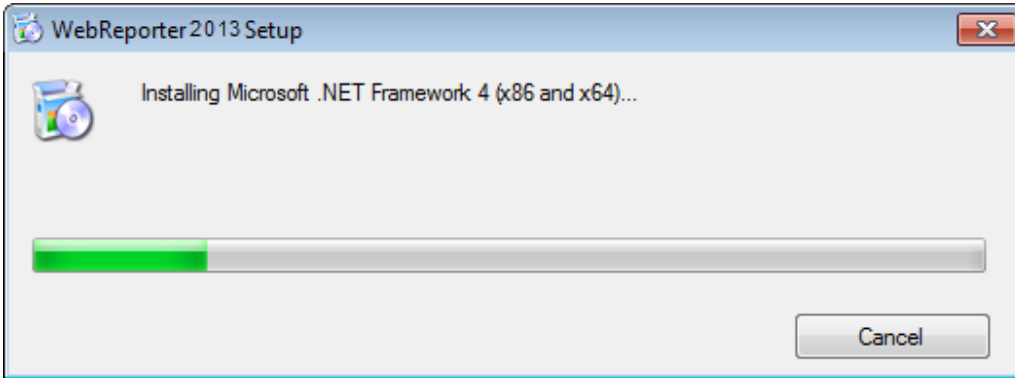 WebReporter 2013 Setup
Installing Microsoft .NET Framework 4 (x86 and x64)...
Cancel